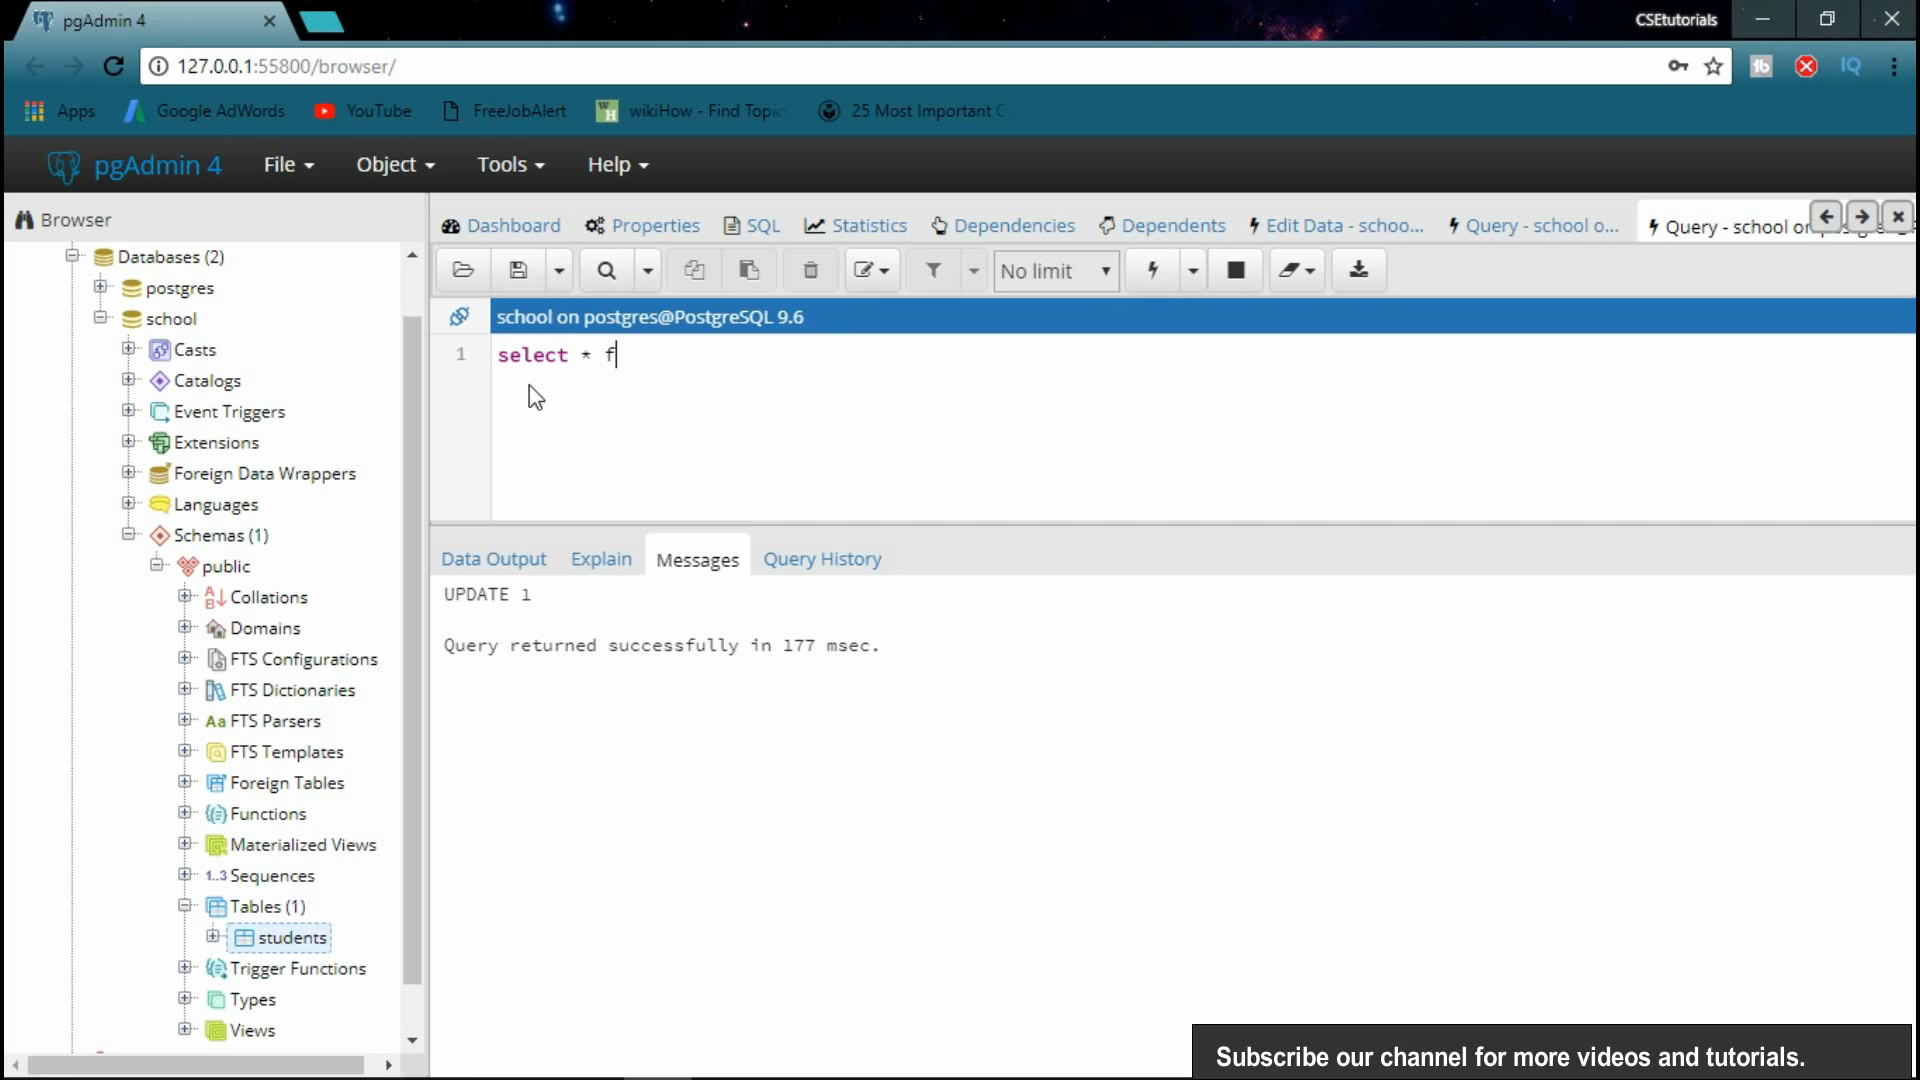 pgAdmin 4
CSEtutorials
127.0.0.1:55800/browser/
Apps
Google AdWords
YouTube
FreeJobAlert
wikiHow - Find Topic
25 Most Important C
pgAdmin 4
File
Object
Tools
Help
Browser
Dashboard
Properties
SQL
Statistics
Dependencies
Dependents
Edit Data - schoo...
Query - school o...
Query - school on
No limit
school on postgres@PostgreSQL 9.6
1
select * f
Databases (2)
postgres
school
Casts
Catalogs
Event Triggers
Extensions
Foreign Data Wrappers
Languages
Schemas (1)
public
Collations
Domains
FTS Configurations
FTS Dictionaries
Aa FTS Parsers
FTS Templates
Foreign Tables
Functions
Materialized Views
1..3 Sequences
Tables (1)
students
Trigger Functions
Types
Views
Data Output
Explain
Messages
Query History
UPDATE 1
Query returned successfully in 177 msec.
Subscribe our channel for more videos and tutorials.